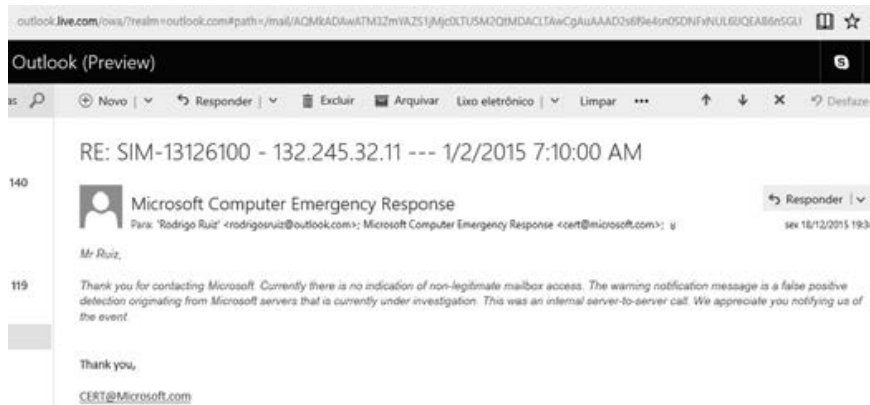 outlook.live.com/owa/?realm=outlook.com#path=/mail/
Outlook (Preview)
Novo Responder Excluir Arquivar Lixo eletrônico Limpar ••• Desfaze
RE: SIM-13126100 - 132.245.32.11 --- 1/2/2015 7:10:00 AM
140
Microsoft Computer Emergency Response
Responder
Para: 'Rodrigo Ruiz' <rodrigosruiz@outlook.com>; Microsoft Computer Emergency Response <cert@microsoft.com>;
sex 18/12/2015 19:3
Mr Ruiz,
119
Thank you for contacting Microsoft. Currently there is no indication of non-legitimate mailbox access. The warning notification message is a false positive
detection originating from Microsoft servers that is currently under investigation. This was an internal server-to-server call. We appreciate you notifying us of
the event.
Thank you,
CERT@Microsoft.com